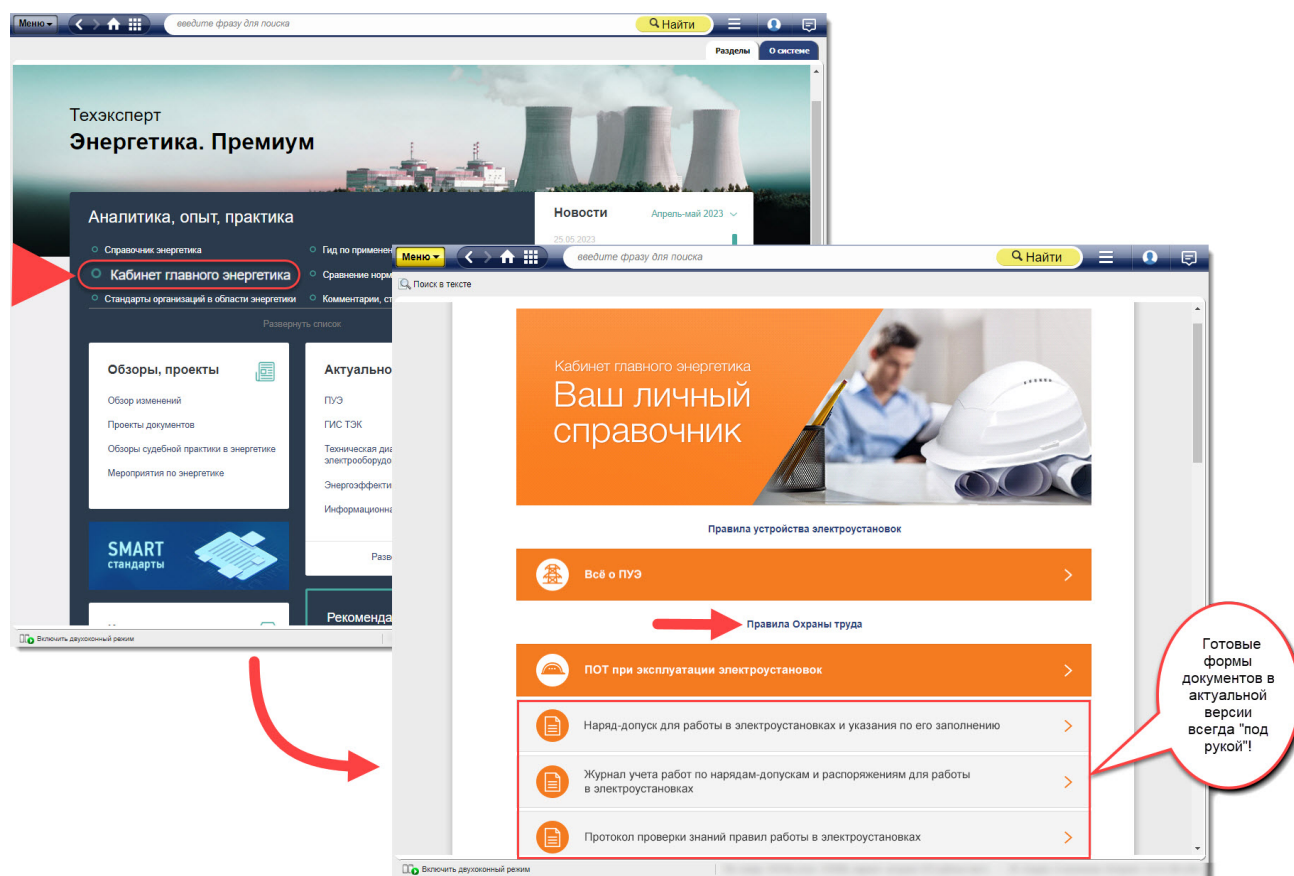 Меню
введите фразу для поиска
Найти
Разделы
О системе
Техэксперт
Энергетика. Премиум
Аналитика, опыт, практика
Справочник энергетика
Кабинет главного энергетика
Стандарты организаций в области энергетики
Гид по применен
Сравнение норм
Комментарии, ст
Развернуть список
Новости
Апрель-май 2023
25.05.2023
Обзоры, проекты
Обзор изменений
Проекты документов
Обзоры судебной практики в энергетике
Мероприятия по энергетике
Актуально
ПУЭ
ГИС ТЭК
Техническая диа
электрооборудо
Энергоэффекти
Информационна
Разве
SMART
стандарты
Рекоменда
Включить двухоконный режим
Меню
введите фразу для поиска
Найти
Поиск в тексте
Кабинет главного энергетика
Ваш личный
справочник
Правила устройства электроустановок
Всё о ПУЭ
Правила Охраны труда
ПОТ при эксплуатации электроустановок
Наряд-допуск для работы в электроустановках и указания по его заполнению
Журнал учета работ по нарядам-допускам и распоряжениям для работы
в электроустановках
Протокол проверки знаний правил работы в электроустановках
Включить двухоконный режим
Готовые
формы
документов в
актуальной
версии
всегда "под
рукой"!